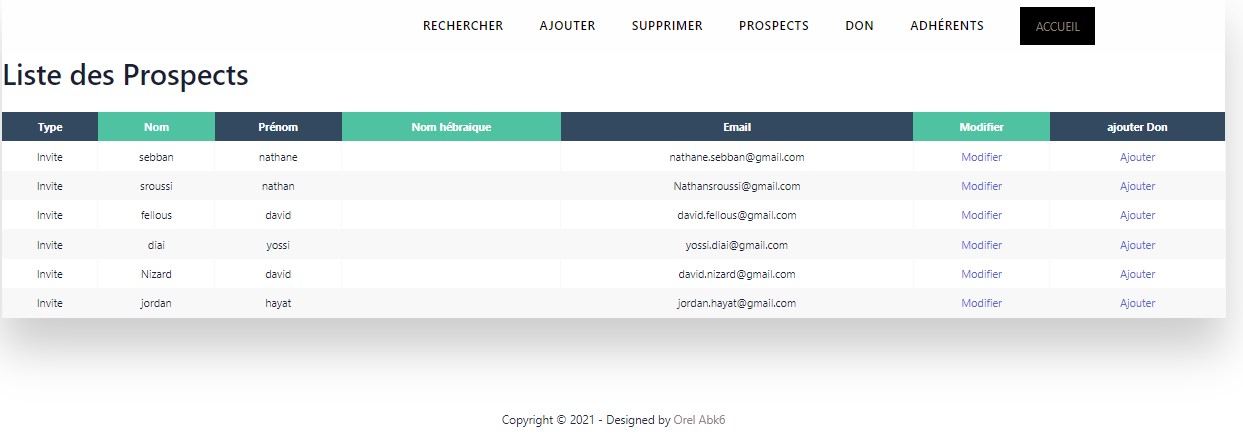 RECHERCHER AJOUTER SUPPRIMER PROSPECTS DON ADHÉRENTS ACCUEIL
Liste des Prospects
Type Nom Prénom Nom hébraique Email Modifier ajouter Don
Invite sebban nathane nathane.sebban@gmail.com Modifier Ajouter
Invite sroussi nathan Nathansroussi@gmail.com Modifier Ajouter
Invite fellous david david.fellous@gmail.com Modifier Ajouter
Invite diai yossi yossi.diai@gmail.com Modifier Ajouter
Invite Nizard david david.nizard@gmail.com Modifier Ajouter
Invite jordan hayat jordan.hayat@gmail.com Modifier Ajouter
Copyright © 2021 - Designed by Orel Abk6